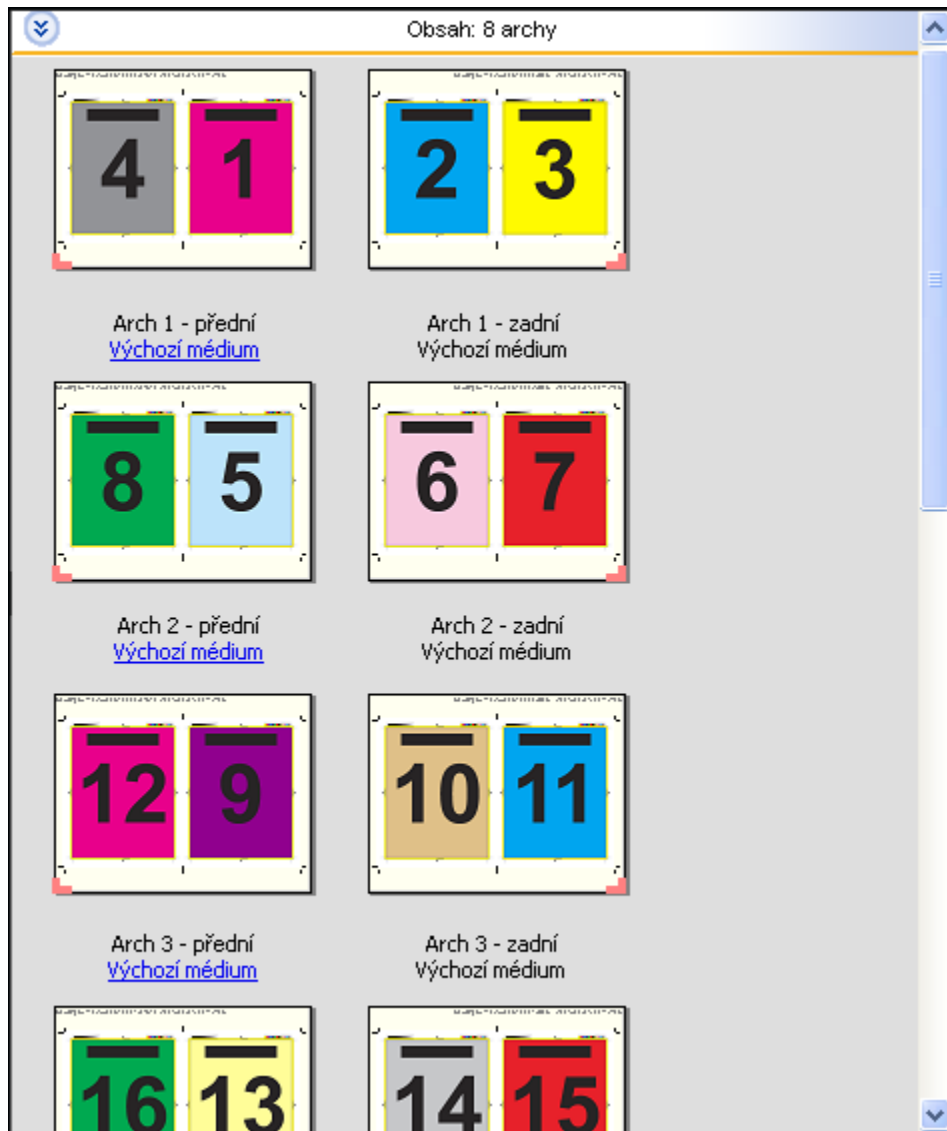 Obsah: 8 archy
4 1 2 3
Arch 1 - přední Arch 1 - zadní
Výchozí médium Výchozí médium
8 5 6 7
Arch 2 - přední Arch 2 - zadní
Výchozí médium Výchozí médium
12 9 10 11
Arch 3 - přední Arch 3 - zadní
Výchozí médium Výchozí médium
16 13 14 15